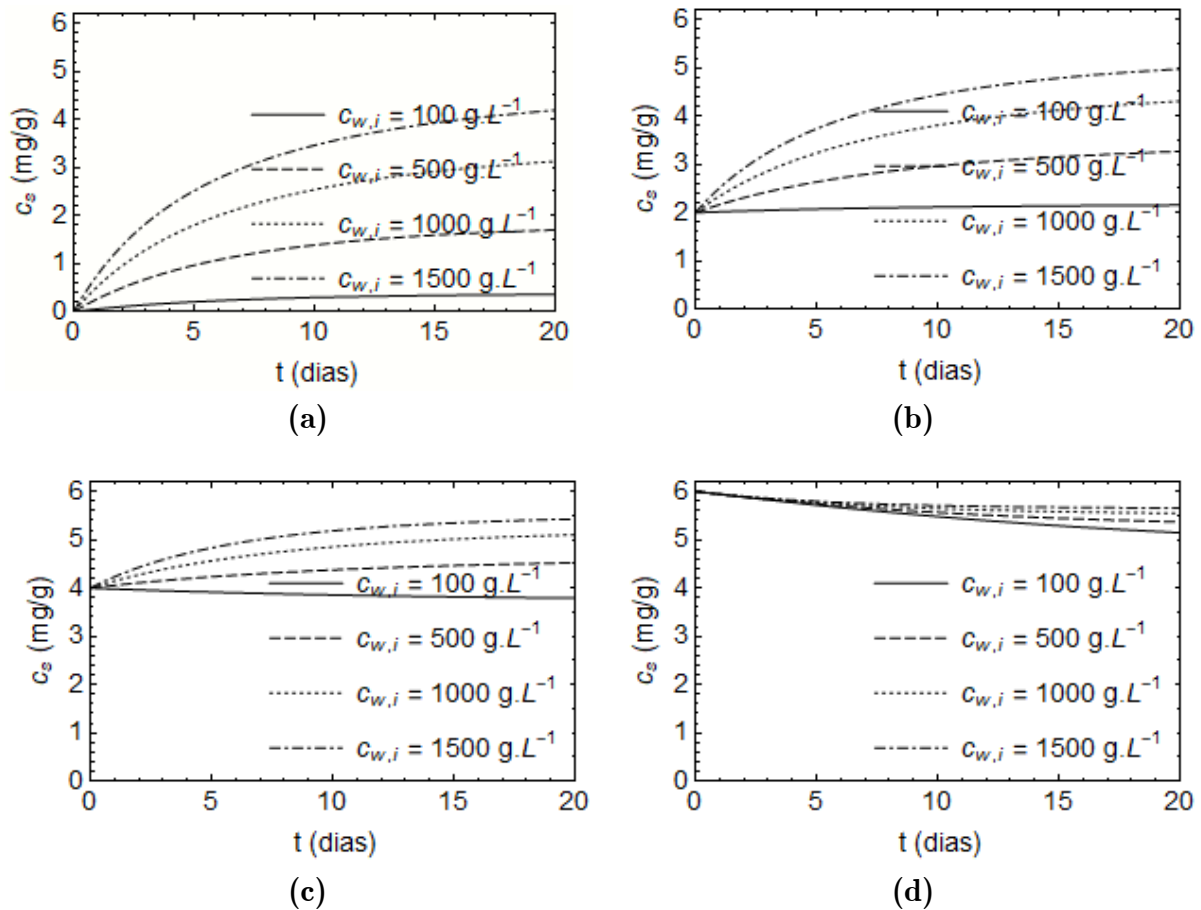 6
5
4
3
2
1
0
c_s (mg/g)
c_{w,i} = 100 g.L^{-1}
c_{w,i} = 500 g.L^{-1}
c_{w,i} = 1000 g.L^{-1}
c_{w,i} = 1500 g.L^{-1}
0 5 10 15 20
t (dias)
(a)
6
5
4
3
2
1
0
c_s (mg/g)
c_{w,i} = 100 g.L^{-1}
c_{w,i} = 500 g.L^{-1}
c_{w,i} = 1000 g.L^{-1}
c_{w,i} = 1500 g.L^{-1}
0 5 10 15 20
t (dias)
(b)
6
5
4
3
2
1
0
c_s (mg/g)
c_{w,i} = 100 g.L^{-1}
c_{w,i} = 500 g.L^{-1}
c_{w,i} = 1000 g.L^{-1}
c_{w,i} = 1500 g.L^{-1}
0 5 10 15 20
t (dias)
(c)
6
5
4
3
2
1
0
c_s (mg/g)
c_{w,i} = 100 g.L^{-1}
c_{w,i} = 500 g.L^{-1}
c_{w,i} = 1000 g.L^{-1}
c_{w,i} = 1500 g.L^{-1}
0 5 10 15 20
t (dias)
(d)